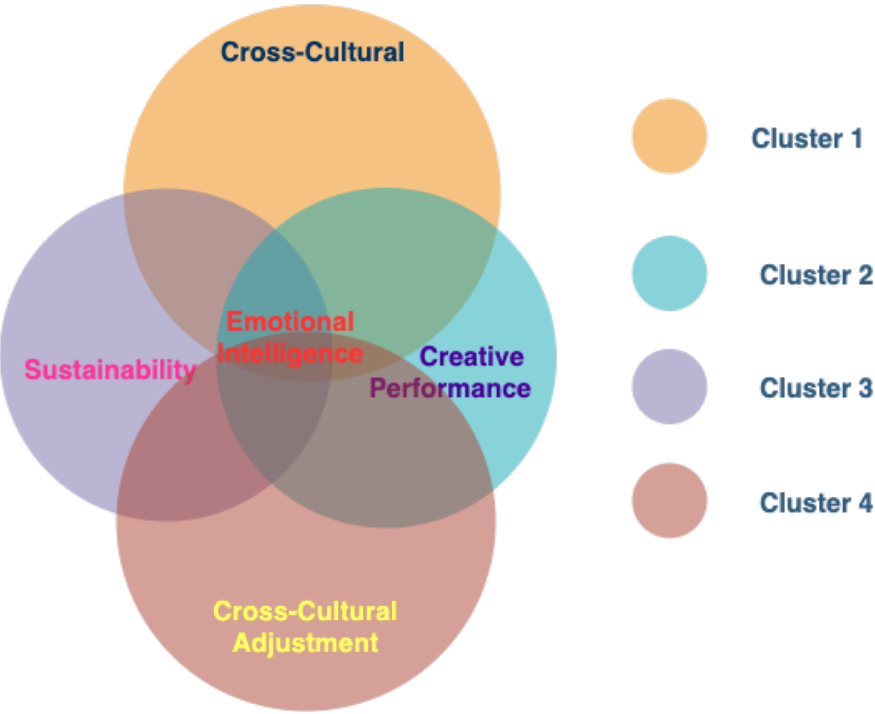 Cross-Cultural
Emotional
Intelligence
Sustainability
Creative
Performance
Cross-Cultural
Adjustment
Cluster 1
Cluster 2
Cluster 3
Cluster 4